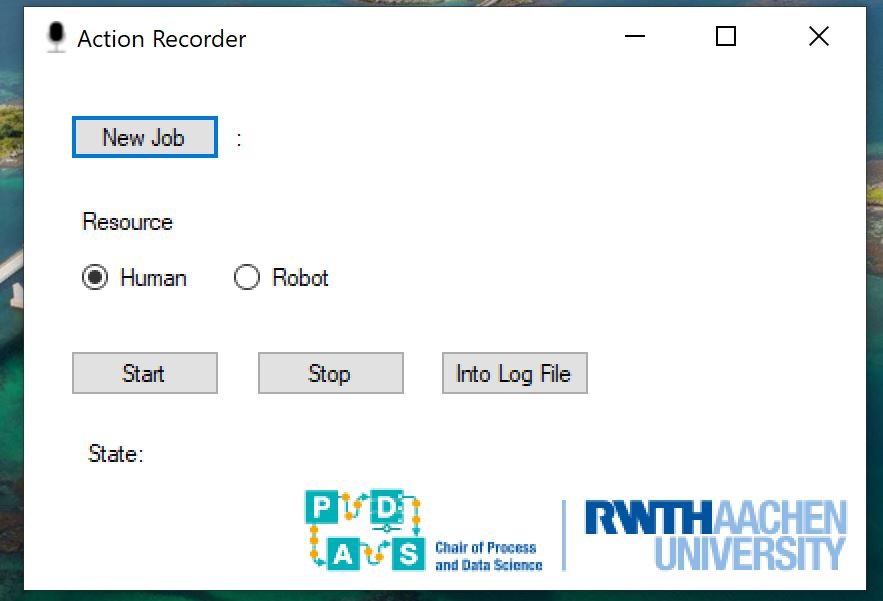 Action Recorder
New Job :
Resource
Human Robot
Start Stop Into Log File
State:
P D
A S
Chair of Process
and Data Science
RWTHAACHEN
UNIVERSITY